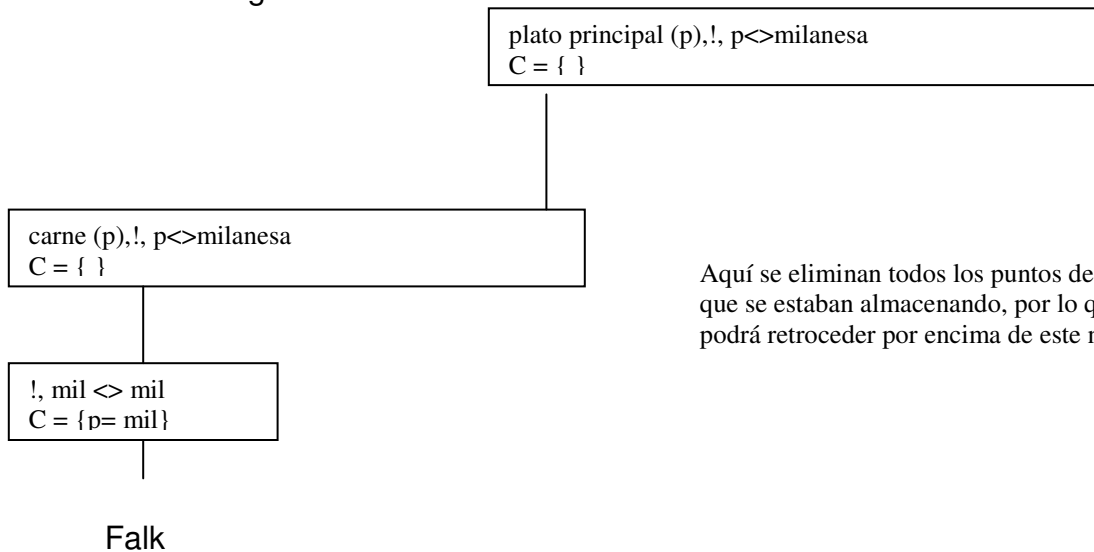 plato principal (p),!, p<>milanesa
C = { }
carne (p),!, p<>milanesa
C = { }
Aquí se eliminan todos los puntos de
que se estaban almacenando, por lo
podrá retroceder por encima de este
!, mil <> mil
C = {p= mil}
Falk